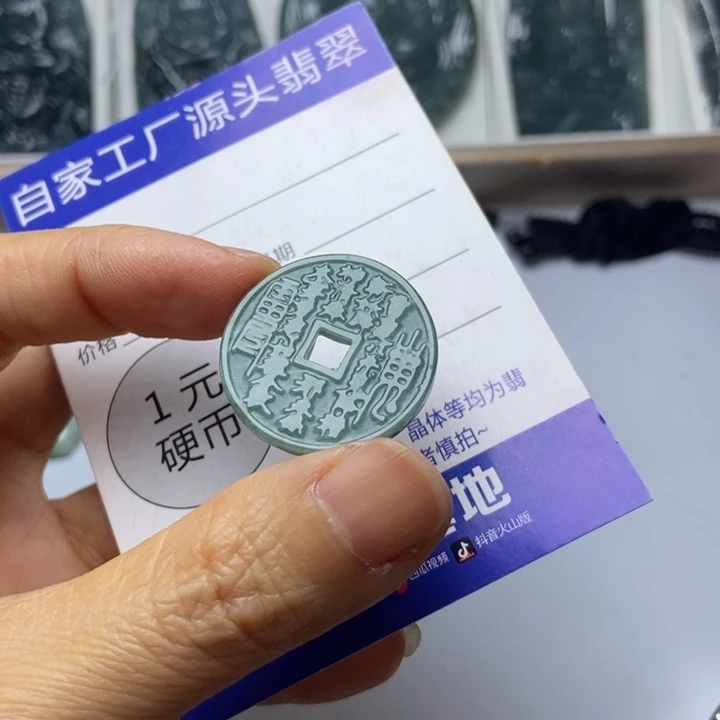 自家工厂源头翡翠
期
价格
1元
硬币
晶体等均为翡
者慎拍~
地
西瓜视频 抖音火山版